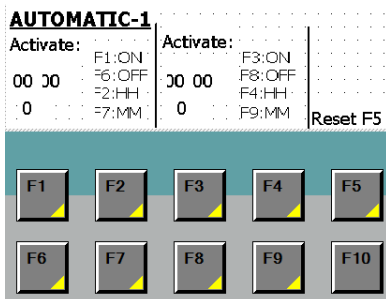 AUTOMATIC-1
Activate: Activate:
F1:ON F3:ON
00 00 F6:OFF 00 00 F8:OFF
F2:HH F4:HH
0 F7:MM 0 F9:MM
Reset F5
F1 F2 F3 F4 F5
F6 F7 F8 F9 F10